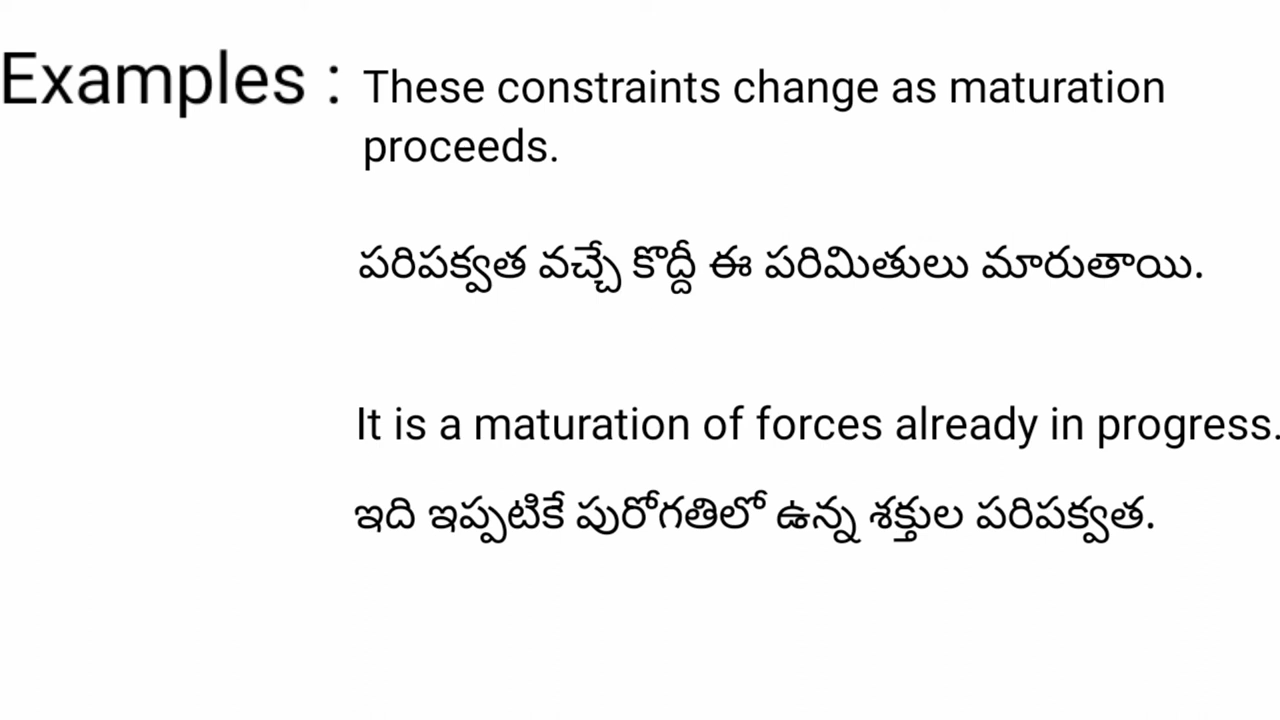 Examples : These constraints change as maturation
proceeds.
పరిపక్వత వచ్చే కొద్దీ ఈ పరిమితులు మారుతాయి.
It is a maturation of forces already in progress.
ఇది ఇప్పటికే పురోగతిలో ఉన్న శక్తుల పరిపక్వత.